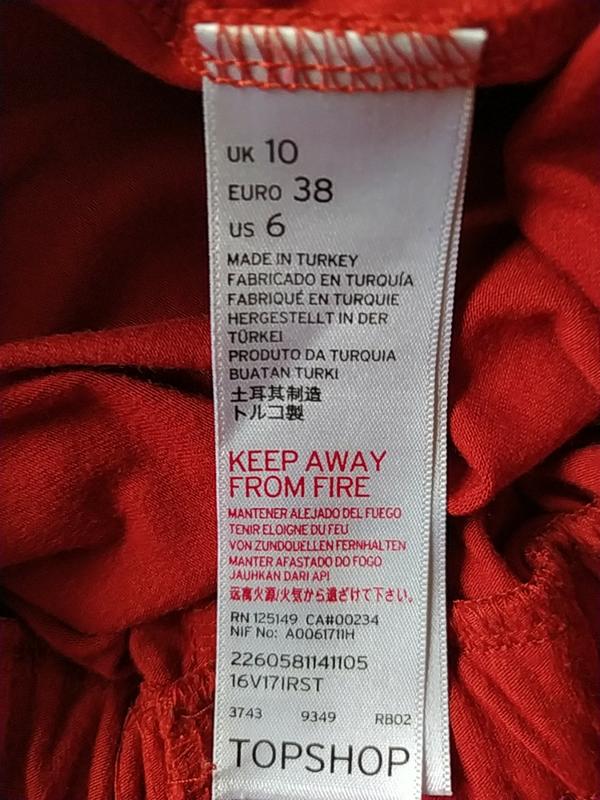 UK 10
EURO 38
US 6
MADE IN TURKEY
FABRICADO EN TURQUÍA
FABRIQUÉ EN TURQUIE
HERGESTELLT IN DER
TÜRKEI
PRODUTO DA TURQUIA
BUATAN TURKI
土耳其制造
トルコ製
KEEP AWAY
FROM FIRE
MANTENER ALEJADO DEL FUEGO
TENIR ELOIGNE DU FEU
VON ZUNDQUELLEN FERNHALTEN
MANTER AFASTADO DO FOGO
JAUHKAN DARI API
远离火源/火気から遠ざけて下さい。
RN 125149 CA#00234
NIF No: A0061711H
2260581141105
16V17IRST
3743 9349 RB02
TOPSHOP